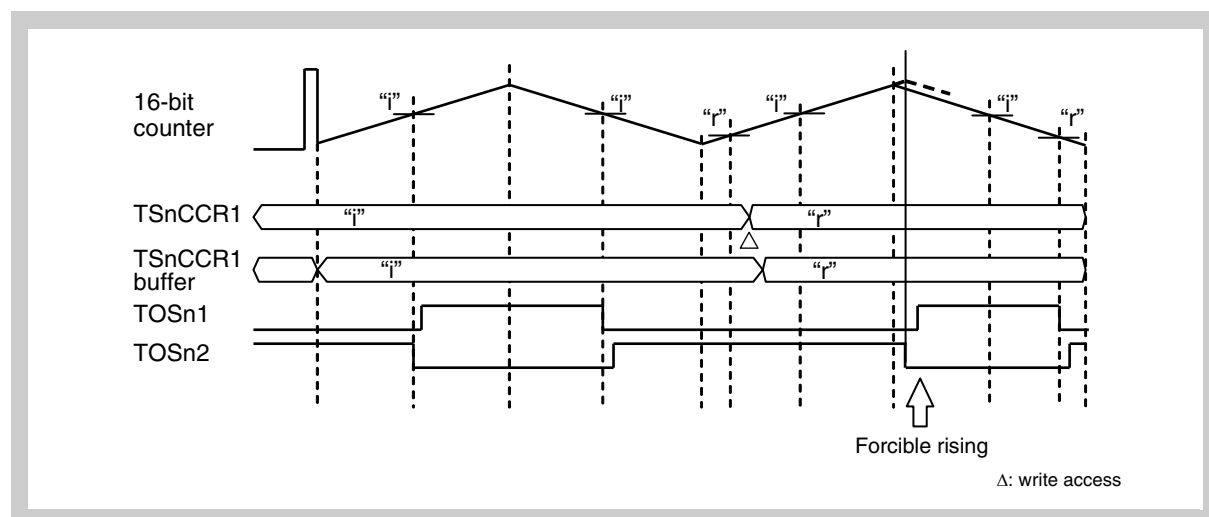 16-bit
counter
“i” “i” “r” “i” “i” “r”
TSnCCR1 “i” “r”
TSnCCR1
buffer “i” “r”
TOSn1
TOSn2
Forcible rising
Δ: write access